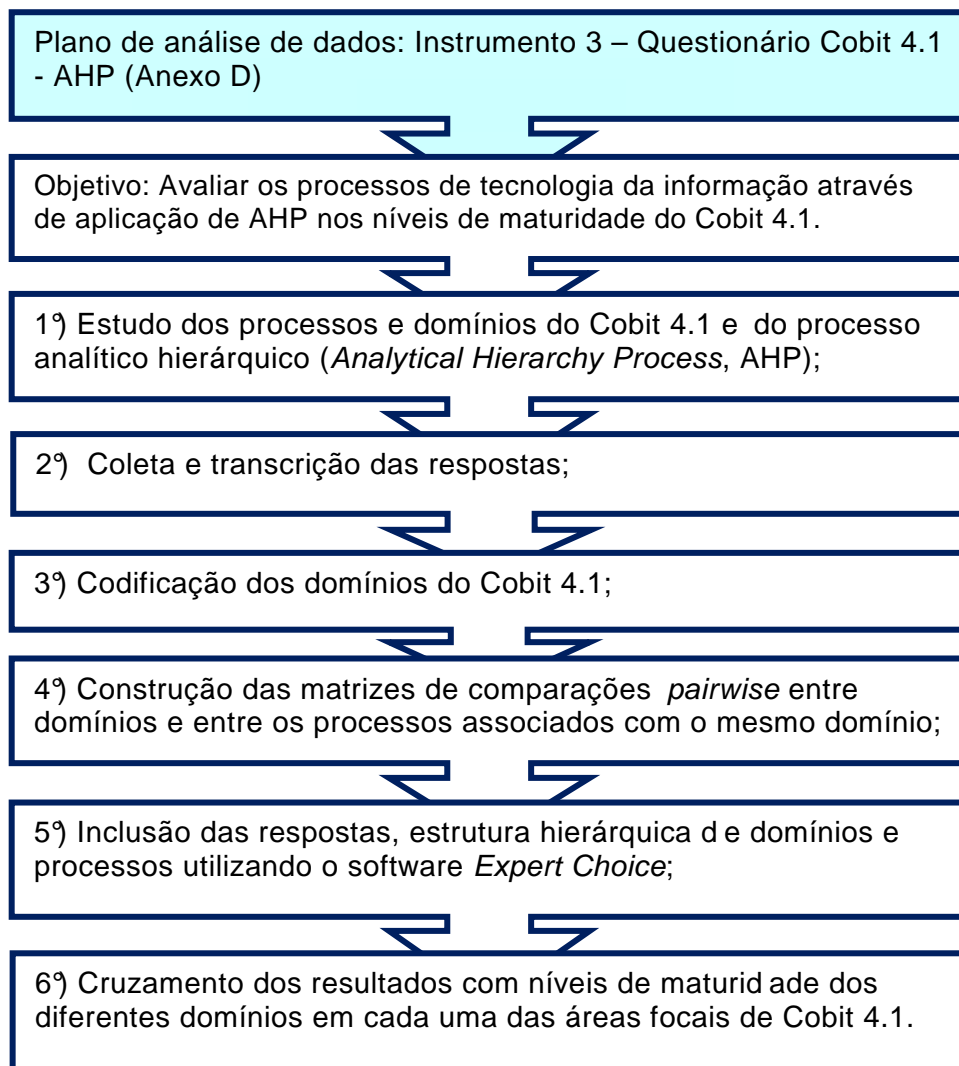 Plano de análise de dados: Instrumento 3 – Questionário Cobit 4.1
- AHP (Anexo D)
Objetivo: Avaliar os processos de tecnologia da informação através
de aplicação de AHP nos níveis de maturidade do Cobit 4.1.
1º) Estudo dos processos e domínios do Cobit 4.1 e do processo
analítico hierárquico (Analytical Hierarchy Process, AHP);
2º) Coleta e transcrição das respostas;
3º) Codificação dos domínios do Cobit 4.1;
4º) Construção das matrizes de comparações pairwise entre
domínios e entre os processos associados com o mesmo domínio;
5º) Inclusão das respostas, estrutura hierárquica d e domínios e
processos utilizando o software Expert Choice;
6º) Cruzamento dos resultados com níveis de maturid ade dos
diferentes domínios em cada uma das áreas focais de Cobit 4.1.